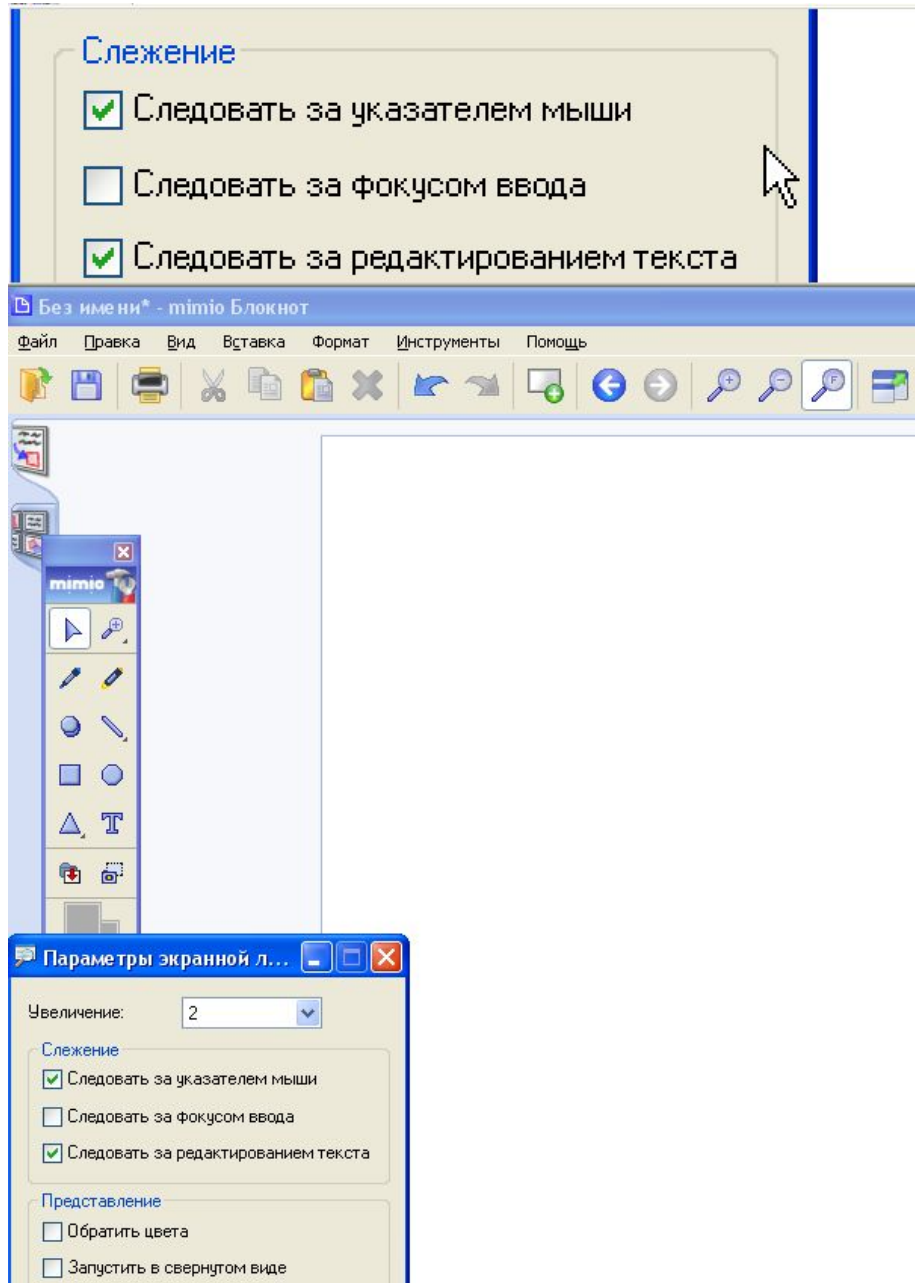 Слежение
Следовать за указателем мыши
Следовать за фокусом ввода
Следовать за редактированием текста
Без имени* - mimio Блокнот
Файл Правка Вид Вставка Формат Инструменты Помощь
mimio
Параметры экранной л...
Увеличение: 2
Слежение
Следовать за указателем мыши
Следовать за фокусом ввода
Следовать за редактированием текста
Представление
Обратить цвета
Запустить в свернутом виде